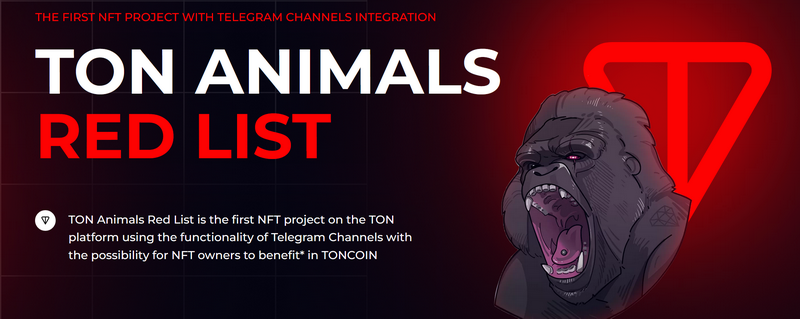 THE FIRST NFT PROJECT WITH TELEGRAM CHANNELS INTEGRATION
TON ANIMALS
RED LIST
TON Animals Red List is the first NFT project on the TON
platform using the functionality of Telegram Channels with
the possibility for NFT owners to benefit* in TONCOIN